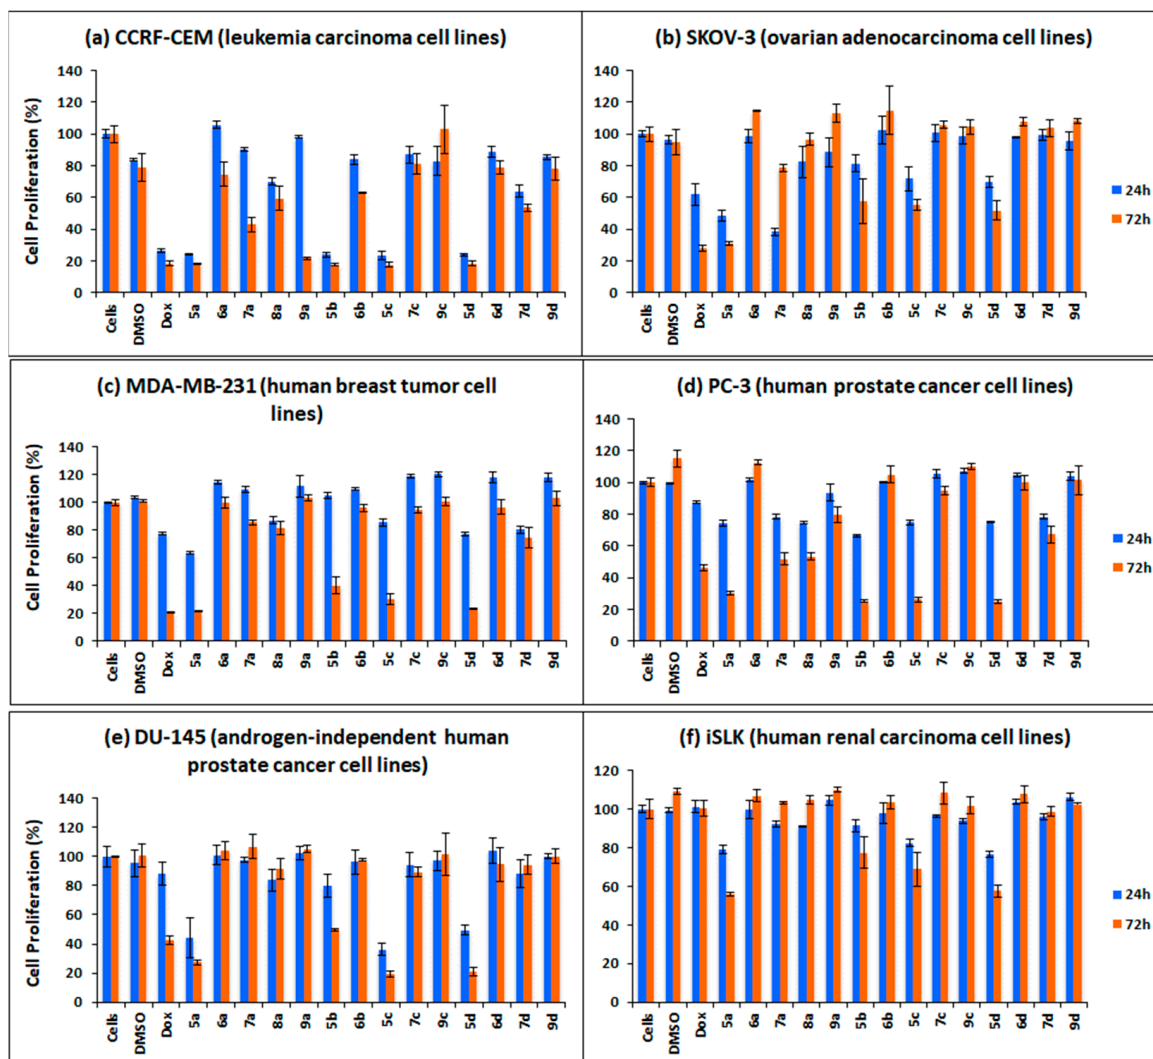 (a) CCRF-CEM (leukemia carcinoma cell lines)
Cell Proliferation (%)
140
120
100
80
60
40
20
0
Cells DMSO Dox 5a 6a 7a 8a 9a 5b 6b 5c 7c 9c 5d 6d 7d 9d
(b) SKOV-3 (ovarian adenocarcinoma cell lines)
140
120
100
80
60
40
20
0
Cells DMSO Dox 5a 6a 7a 8a 9a 5b 6b 5c 7c 9c 5d 6d 7d 9d
24h
72h
(c) MDA-MB-231 (human breast tumor cell
lines)
Cell Proliferation (%)
140
120
100
80
60
40
20
0
Cells DMSO Dox 5a 6a 7a 8a 9a 5b 6b 5c 7c 9c 5d 6d 7d 9d
(d) PC-3 (human prostate cancer cell lines)
140
120
100
80
60
40
20
0
Cells DMSO Dox 5a 6a 7a 8a 9a 5b 6b 5c 7c 9c 5d 6d 7d 9d
24h
72h
(e) DU-145 (androgen-independent human
prostate cancer cell lines)
Cell Proliferation (%)
140
120
100
80
60
40
20
0
Cells DMSO Dox 5a 6a 7a 8a 9a 5b 6b 5c 7c 9c 5d 6d 7d 9d
(f) iSLK (human renal carcinoma cell lines)
120
100
80
60
40
20
0
Cells DMSO Dox 5a 6a 7a 8a 9a 5b 6b 5c 7c 9c 5d 6d 7d 9d
24h
72h